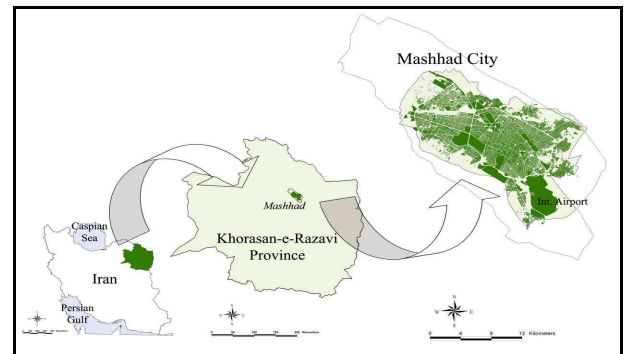 Mashhad City
Int. Airport
Mashhad
Khorasan-e-Razavi
Province
Caspian
Sea
Iran
Persian
Gulf
N
W
E
S
0 4 8 12 Kilometers